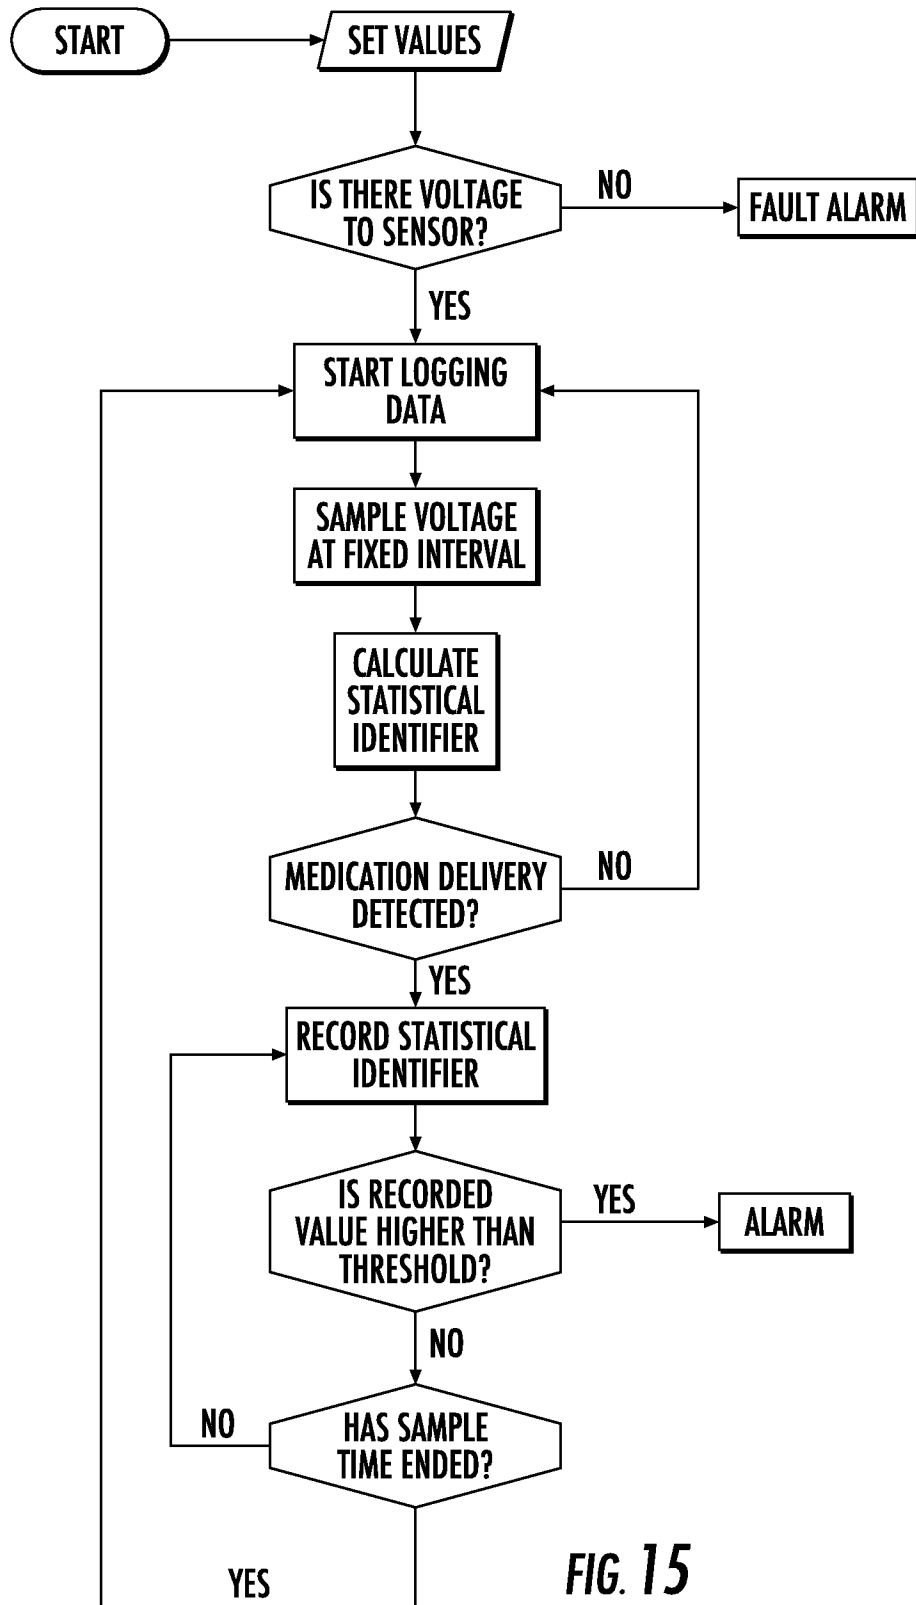 START
SET VALUES
IS THERE VOLTAGE
TO SENSOR?
NO
FAULT ALARM
YES
START LOGGING
DATA
SAMPLE VOLTAGE
AT FIXED INTERVAL
CALCULATE
STATISTICAL
IDENTIFIER
MEDICATION DELIVERY
DETECTED?
NO
YES
RECORD STATISTICAL
IDENTIFIER
IS RECORDED
VALUE HIGHER THAN
THRESHOLD?
YES
ALARM
NO
HAS SAMPLE
TIME ENDED?
NO
YES
FIG. 15